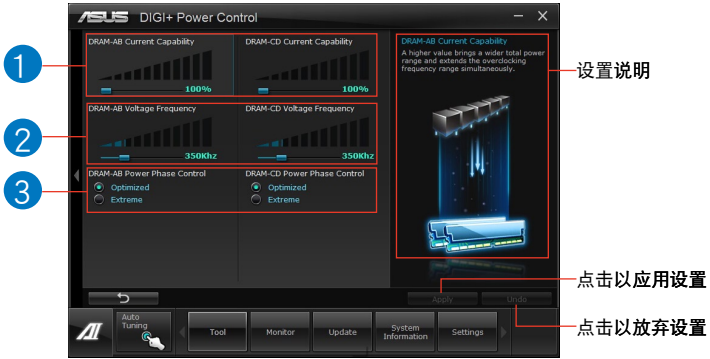 ASUS DIGI+ Power Control
1
DRAM-AB Current Capability
100%
DRAM-CD Current Capability
100%
DRAM-AB Current Capability
A higher value brings a wider total power
range and extends the overclocking
frequency range simultaneously.
设置说明
2
DRAM-AB Voltage Frequency
350Khz
DRAM-CD Voltage Frequency
350Khz
3
DRAM-AB Power Phase Control
Optimized
Extreme
DRAM-CD Power Phase Control
Optimized
Extreme
点击以应用设置
Apply
Undo
点击以放弃设置
AI
Auto
Tuning
Tool
Monitor
Update
System
Information
Settings